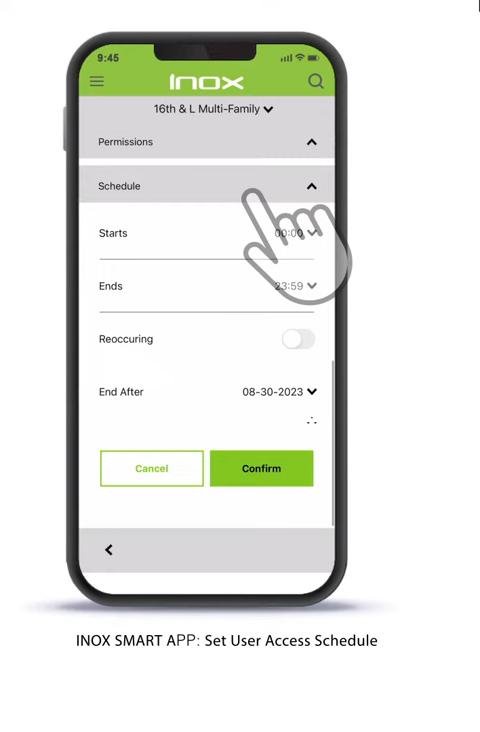 9:45
INOX
16th & L Multi-Family
Permissions
Schedule
Starts 00:00
Ends 23:59
Reoccuring
End After 08-30-2023
Cancel Confirm
INOX SMART APP: Set User Access Schedule